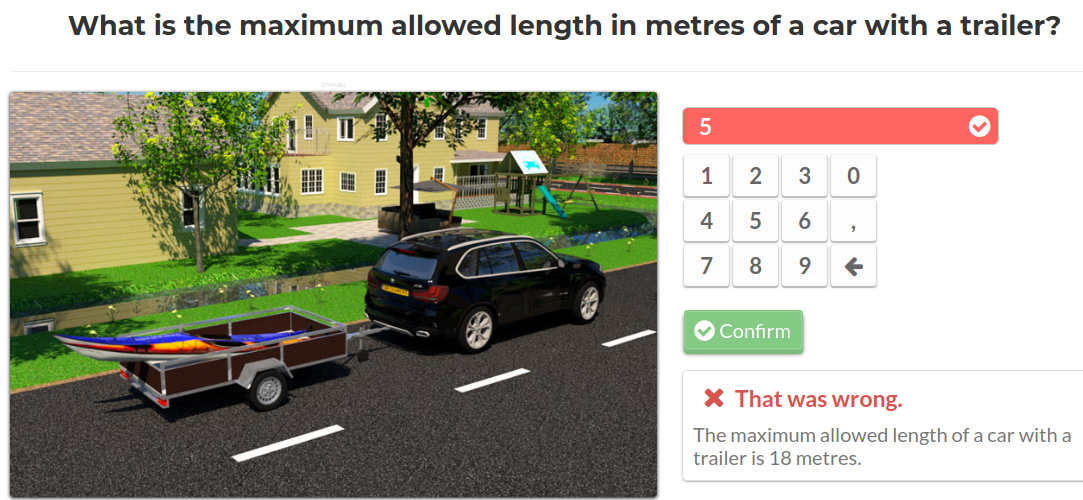 What is the maximum allowed length in metres of a car with a trailer?
5
1 2 3 0
4 5 6 ,
7 8 9
Confirm
That was wrong.
The maximum allowed length of a car with a
trailer is 18 metres.